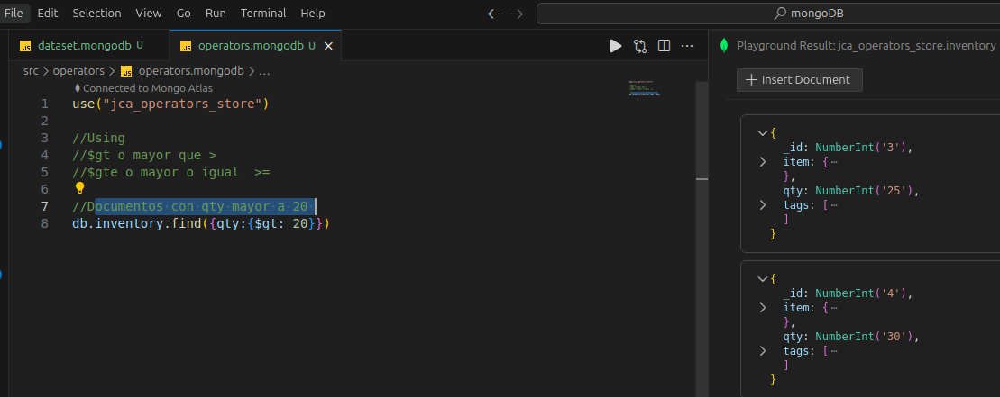 File Edit Selection View Go Run Terminal Help
mongoDB
JS dataset.mongodb U
JS operators.mongodb U
src > operators > JS operators.mongodb > ...
Connected to Mongo Atlas
1 use("jca_operators_store")
2
3 //Using
4 //$gt o mayor que >
5 //$gte o mayor o igual  >=
6
7 //Documentos con qty mayor a 20
8 db.inventory.find({qty:{$gt: 20}})
Playground Result: jca_operators_store.inventory
Insert Document
{
_id: NumberInt('3'),
item: { ⋯
},
qty: NumberInt('25'),
tags: [ ⋯
]
}
{
_id: NumberInt('4'),
item: { ⋯
},
qty: NumberInt('30'),
tags: [ ⋯
]
}